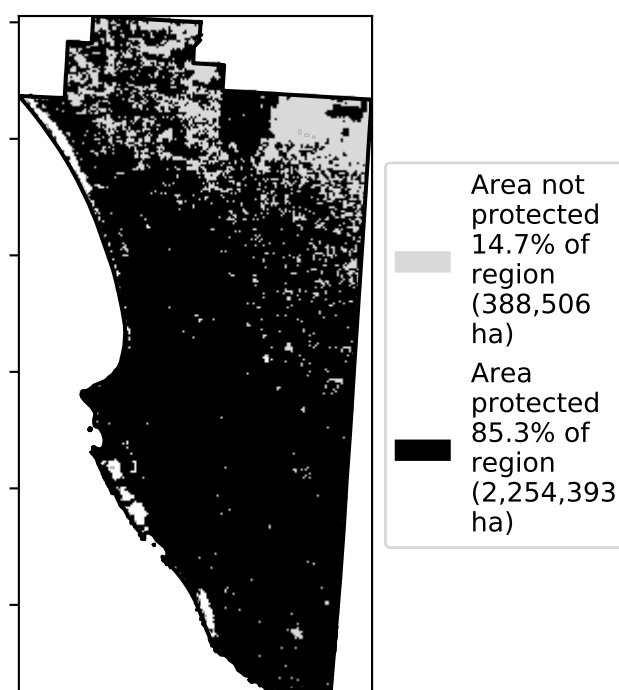 Area not
protected
14.7% of
region
(388,506
ha)
Area
protected
85.3% of
region
(2,254,393
ha)